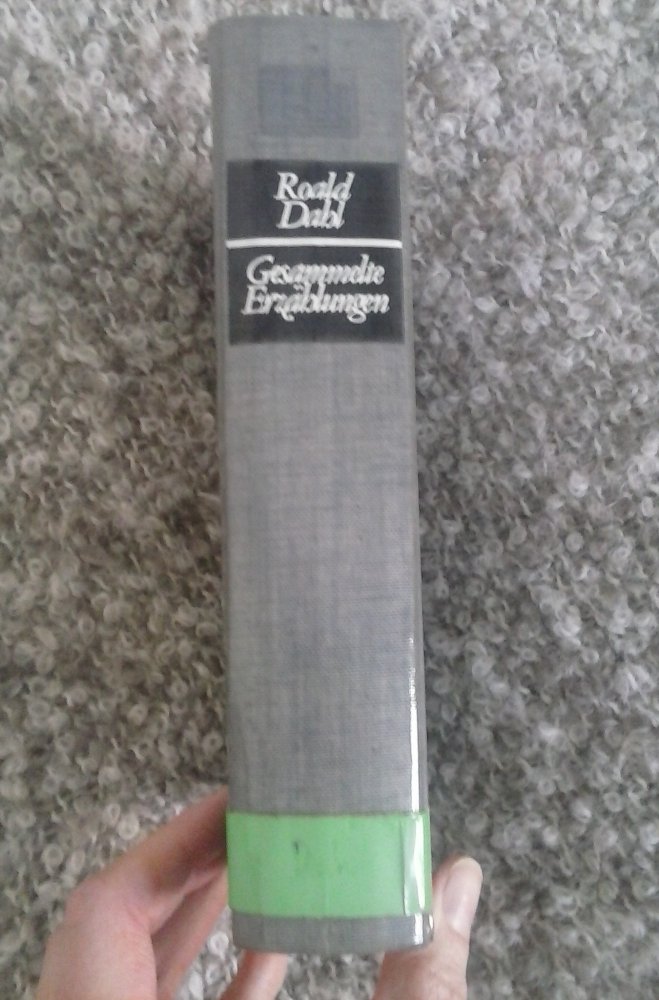 Roald
Dahl
Gesammelte
Erzählungen